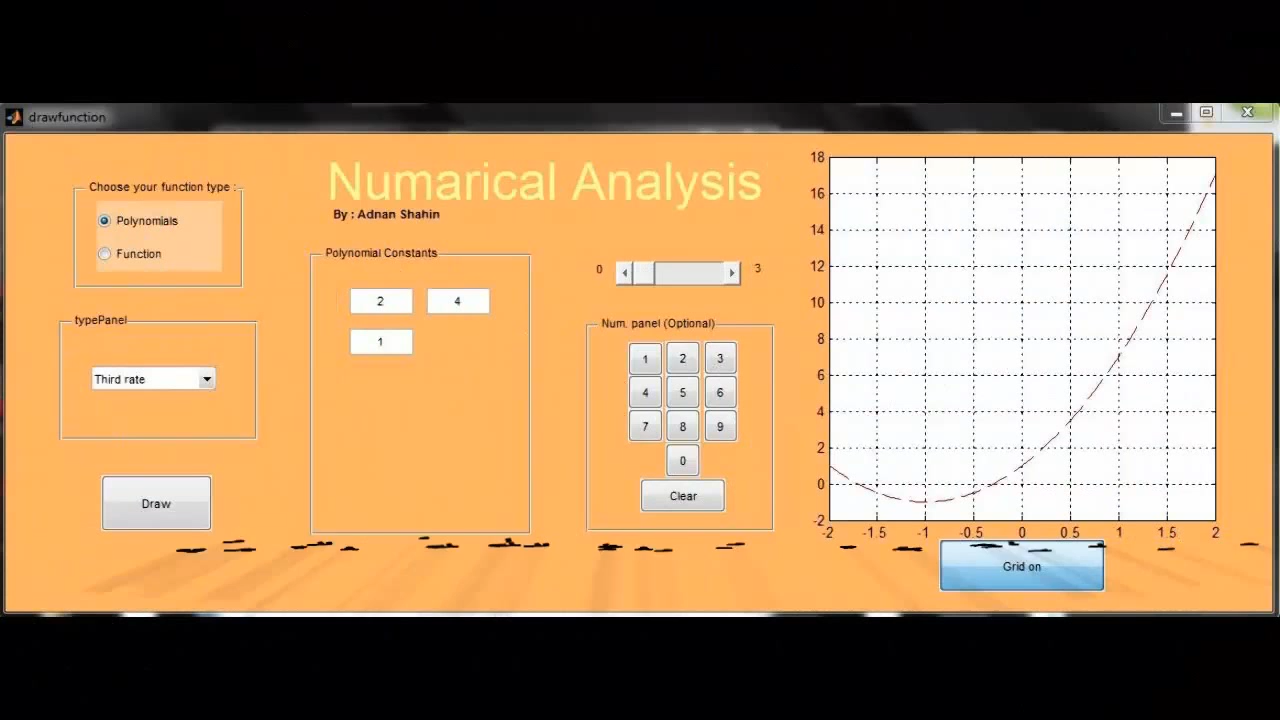 drawfunction
Numarical Analysis
By : Adnan Shahin
Choose your function type :
Polynomials
Function
typePanel
Third rate
Draw
Polynomial Constants
2 4
1
0 3
Num. panel (Optional)
1 2 3
4 5 6
7 8 9
0
Clear
18
16
14
12
10
8
6
4
2
0
-2
-2 -1.5 -1 -0.5 0 0.5 1 1.5 2
Grid on